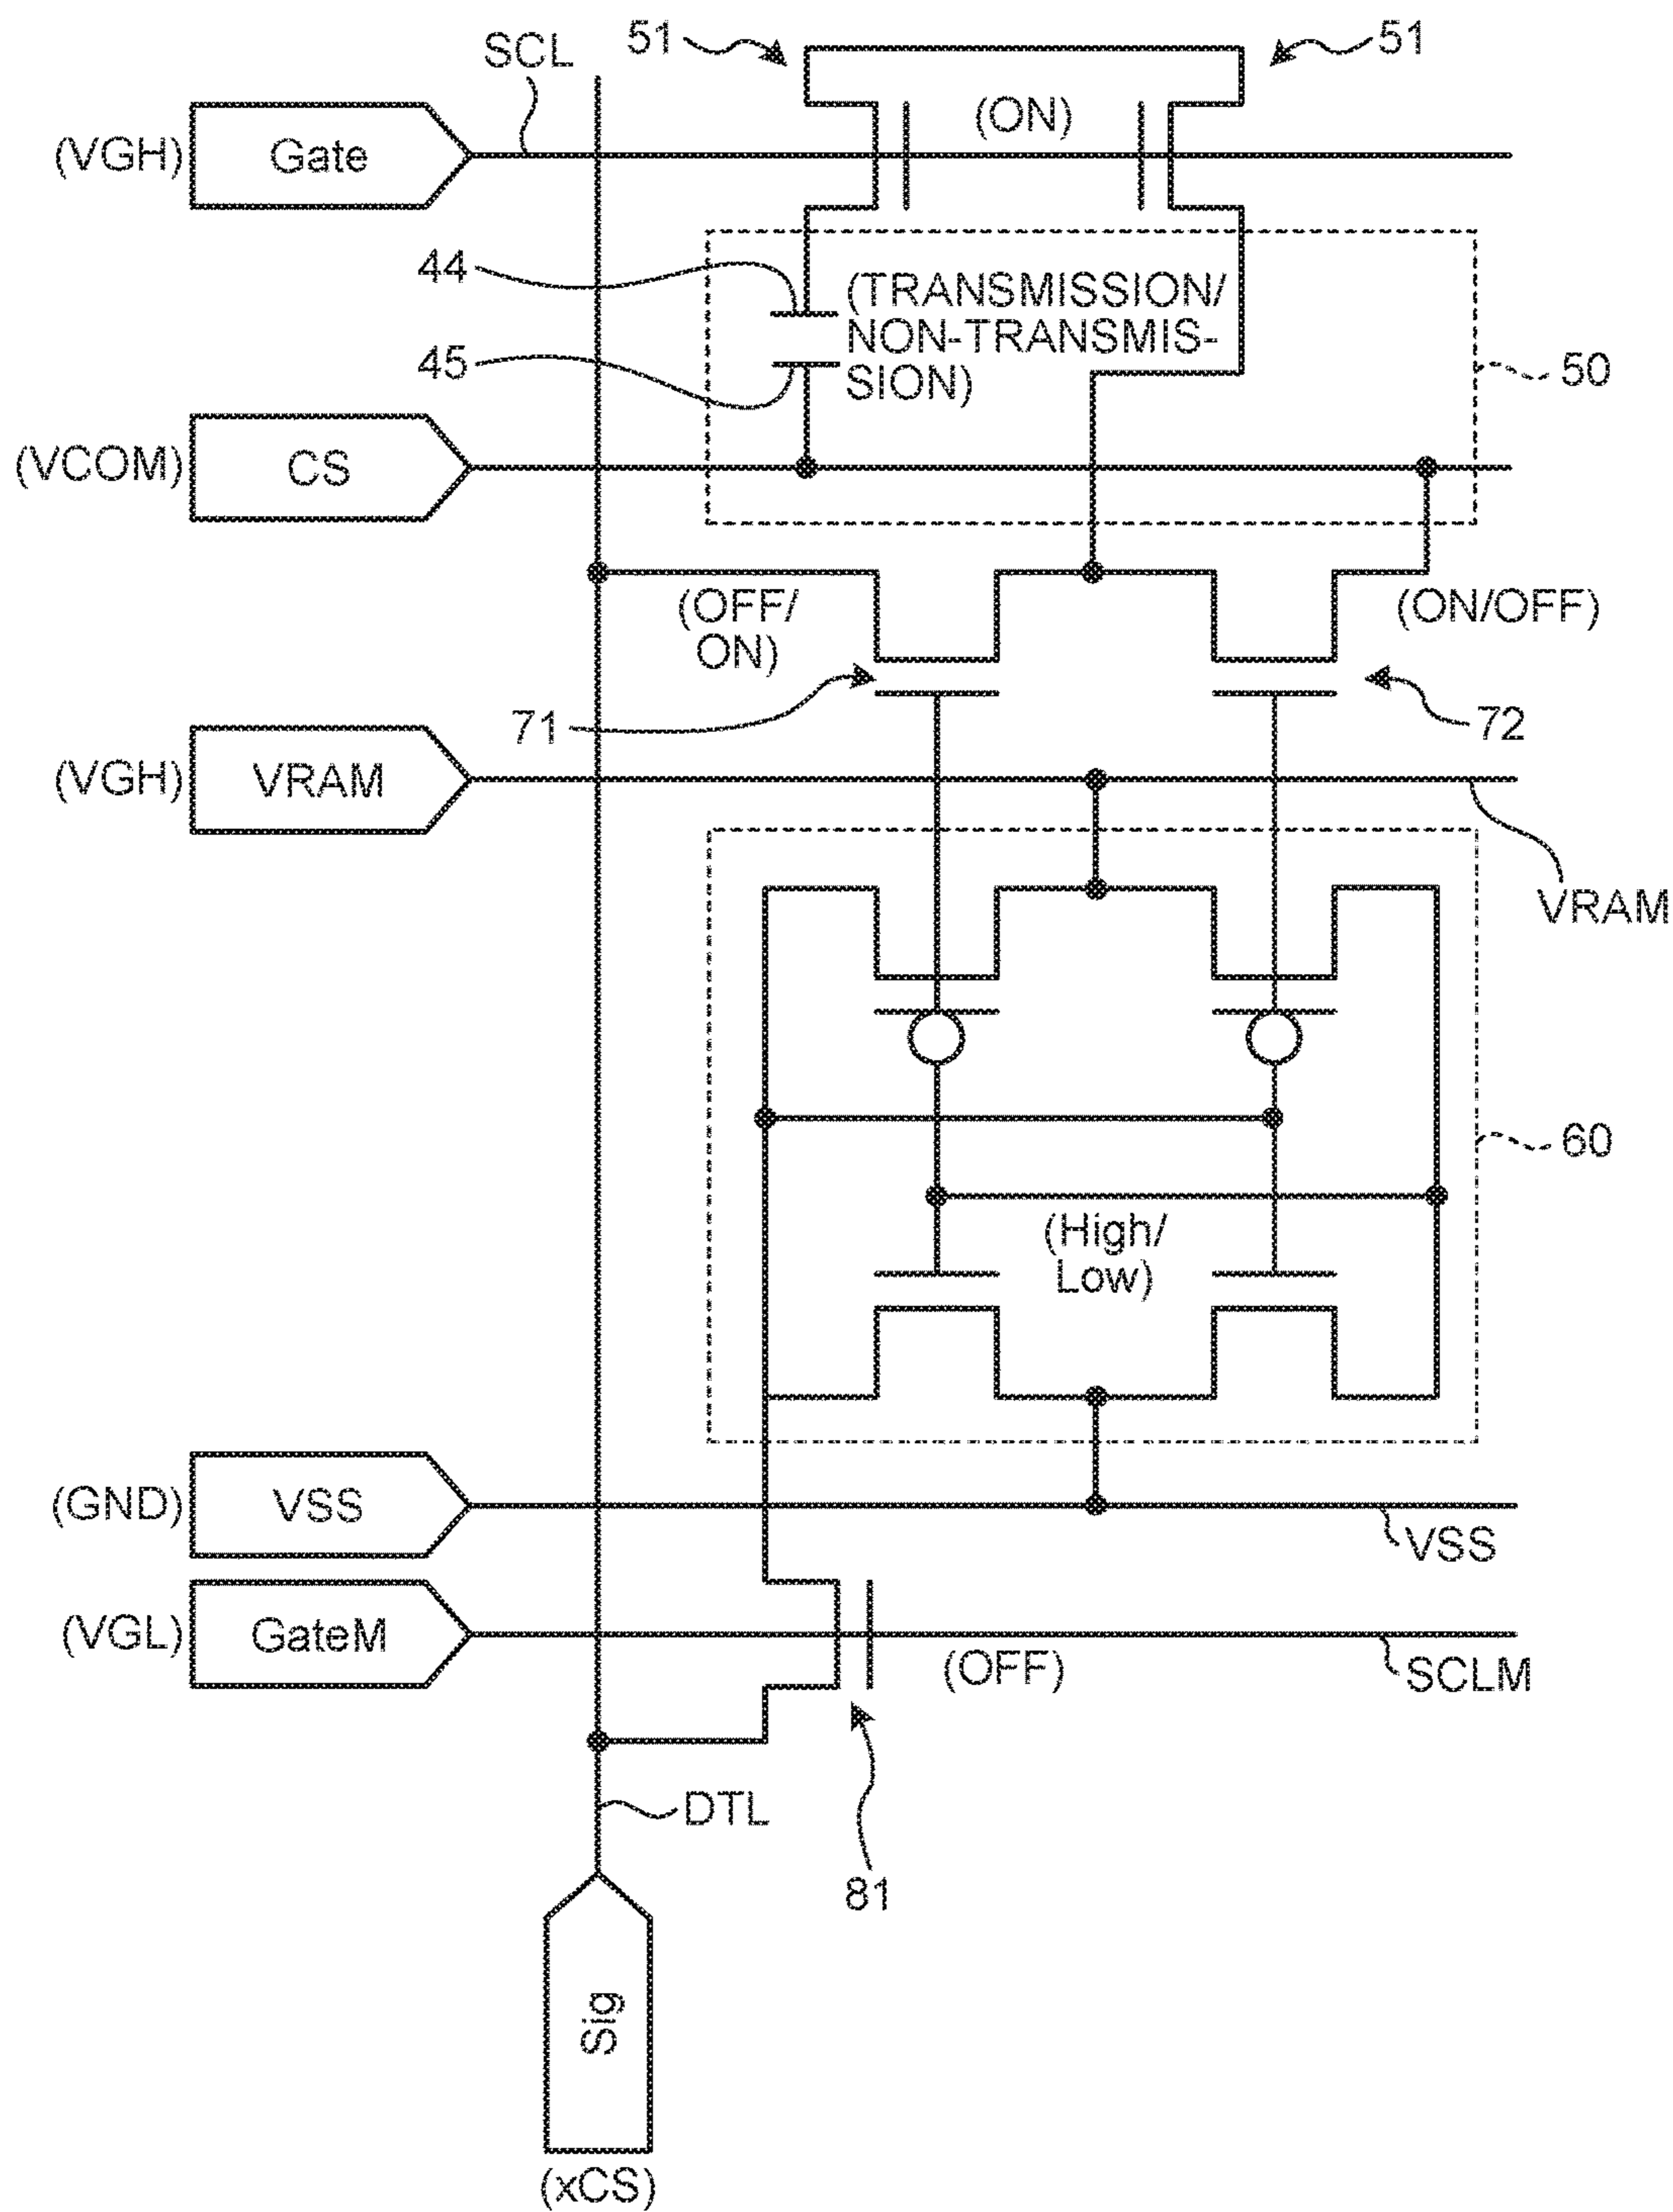 51
51
SCL
(VGH)
Gate
(ON)
44
(TRANSMISSION/
NON-TRANSMIS-
SION)
45
50
(VCOM)
CS
(OFF/
ON)
(ON/OFF)
71
72
(VGH)
VRAM
VRAM
60
(High/
Low)
(GND)
VSS
VSS
(VGL)
GateM
(OFF)
SCLM
DTL
81
Sig
(xCS)